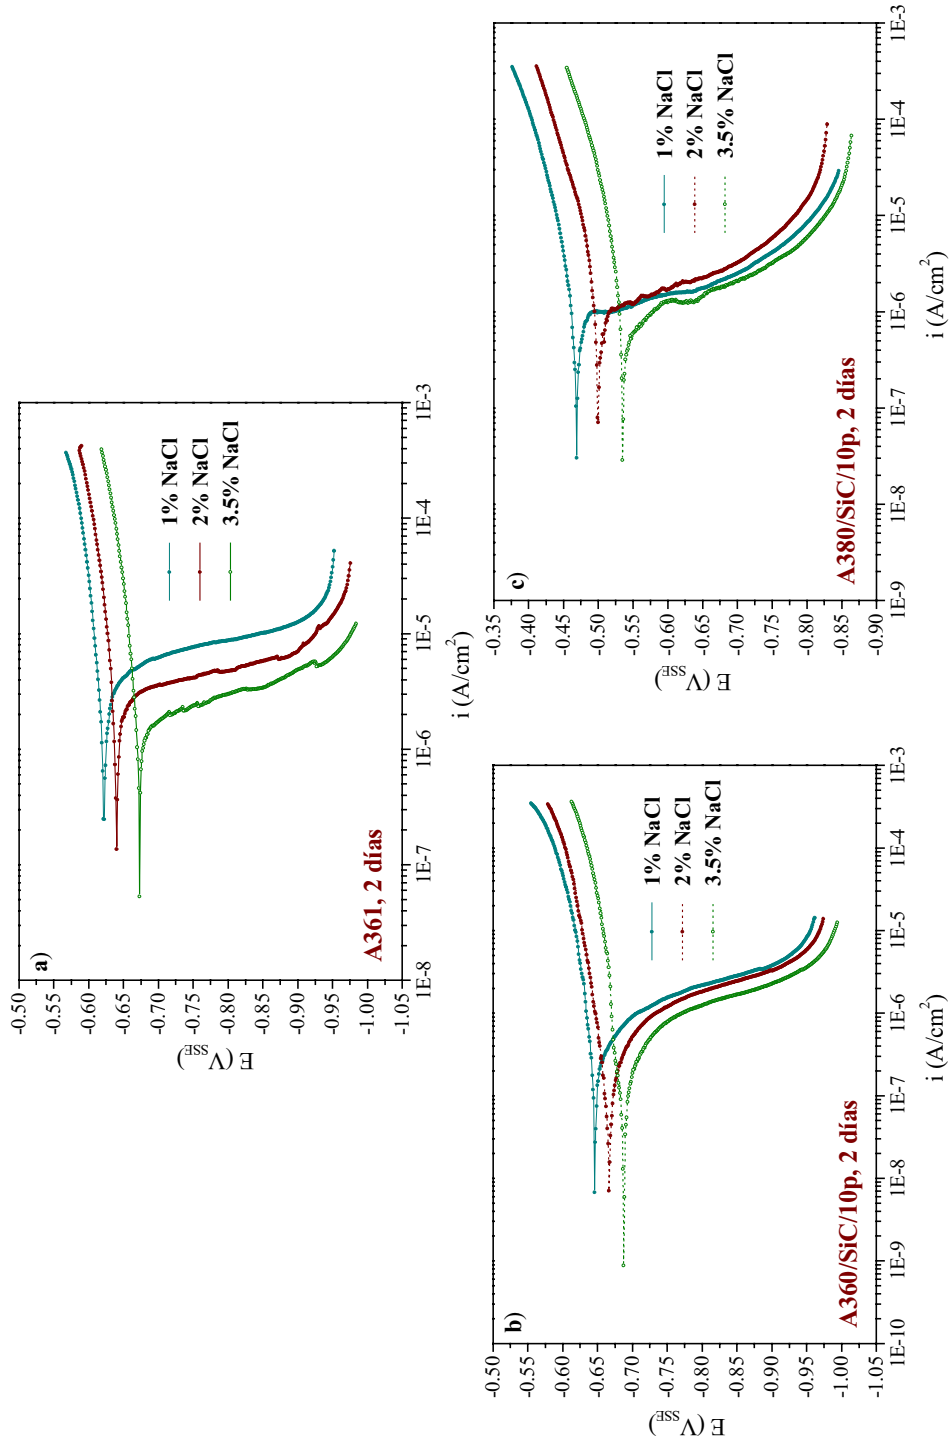 a)
-0.50
-0.55
-0.60
-0.65
-0.70
-0.75
-0.80
-0.85
-0.90
-0.95
-1.00
-1.05
E (V_SSE)
1E-8
1E-7
1E-6
1E-5
1E-4
1E-3
i (A/cm²)
1% NaCl
2% NaCl
3.5% NaCl
A361, 2 días
b)
-0.50
-0.55
-0.60
-0.65
-0.70
-0.75
-0.80
-0.85
-0.90
-0.95
-1.00
-1.05
E (V_SSE)
1E-10
1E-9
1E-8
1E-7
1E-6
1E-5
1E-4
1E-3
i (A/cm²)
1% NaCl
2% NaCl
3.5% NaCl
A360/SiC/10p, 2 días
c)
-0.35
-0.40
-0.45
-0.50
-0.55
-0.60
-0.65
-0.70
-0.75
-0.80
-0.85
-0.90
E (V_SSE)
1E-9
1E-8
1E-7
1E-6
1E-5
1E-4
1E-3
i (A/cm²)
1% NaCl
2% NaCl
3.5% NaCl
A380/SiC/10p, 2 días